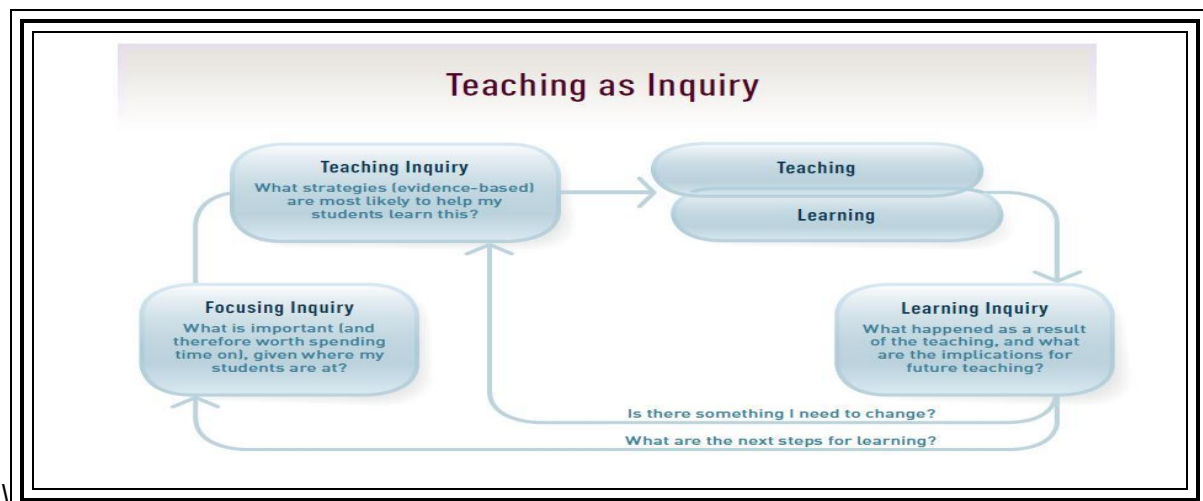 Teaching as Inquiry
Teaching Inquiry
What strategies (evidence-based)
are most likely to help my
students learn this?
Teaching
Learning
Focusing Inquiry
What is important (and
therefore worth spending
time on), given where my
students are at?
Learning Inquiry
What happened as a result
of the teaching, and what
are the implications for
future teaching?
Is there something I need to change?
What are the next steps for learning?
\